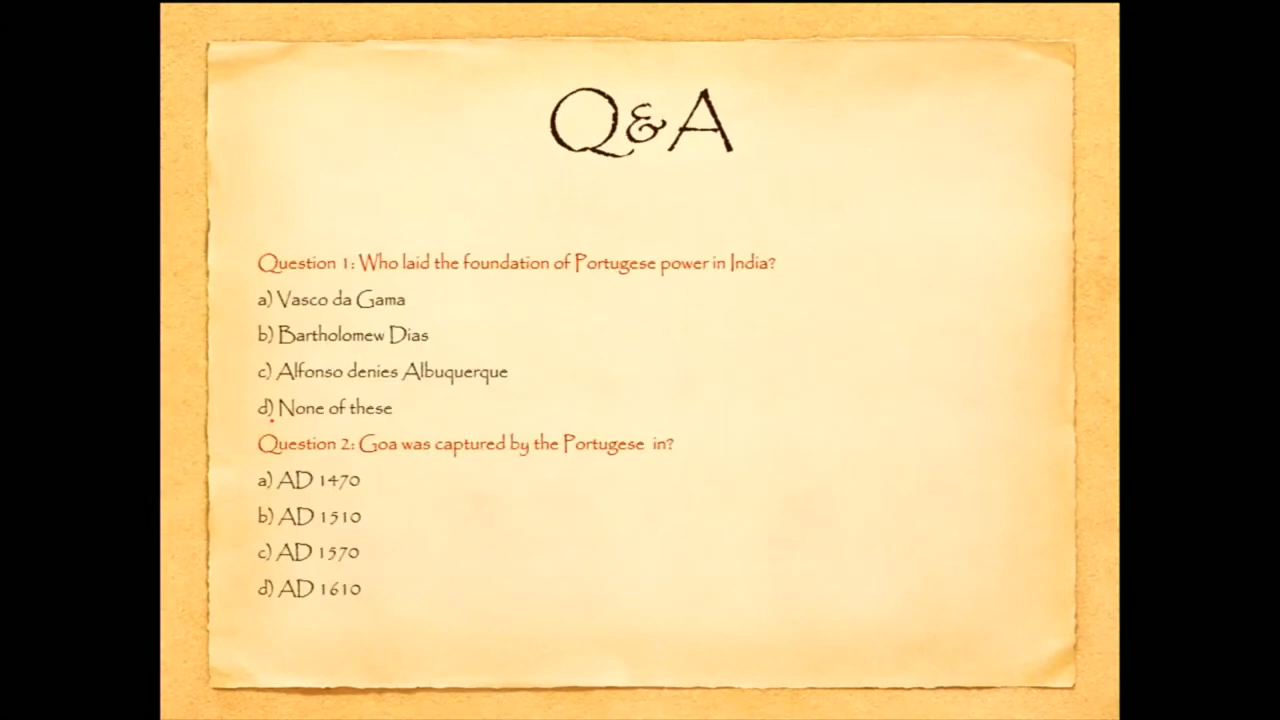 Q&A
Question 1: Who laid the foundation of Portugese power in India?
a) Vasco da Gama
b) Bartholomew Dias
c) Alfonso denies Albuquerque
d) None of these
Question 2: Goa was captured by the Portugese in?
a) AD 1470
b) AD 1510
c) AD 1570
d) AD 1610